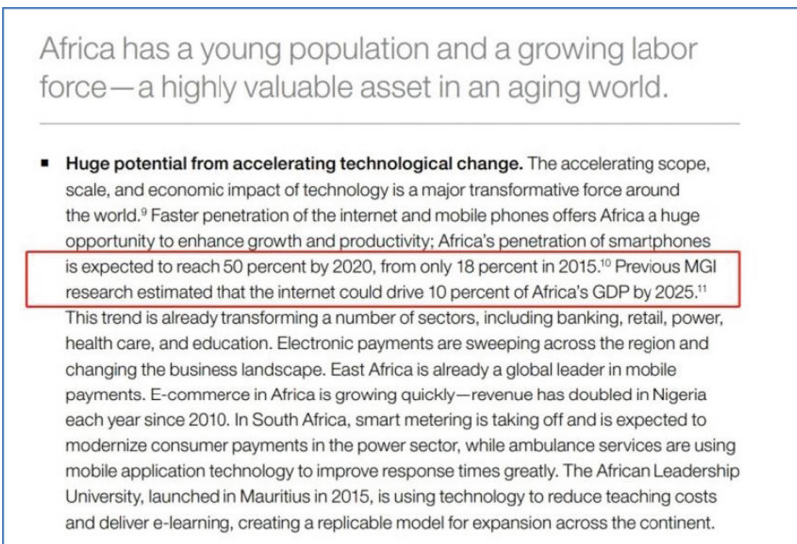 Africa has a young population and a growing labor
force—a highly valuable asset in an aging world.
▪ Huge potential from accelerating technological change. The accelerating scope,
scale, and economic impact of technology is a major transformative force around
the world.⁹ Faster penetration of the internet and mobile phones offers Africa a huge
opportunity to enhance growth and productivity; Africa's penetration of smartphones
is expected to reach 50 percent by 2020, from only 18 percent in 2015.¹⁰ Previous MGI
research estimated that the internet could drive 10 percent of Africa's GDP by 2025.¹¹
This trend is already transforming a number of sectors, including banking, retail, power,
health care, and education. Electronic payments are sweeping across the region and
changing the business landscape. East Africa is already a global leader in mobile
payments. E-commerce in Africa is growing quickly—revenue has doubled in Nigeria
each year since 2010. In South Africa, smart metering is taking off and is expected to
modernize consumer payments in the power sector, while ambulance services are using
mobile application technology to improve response times greatly. The African Leadership
University, launched in Mauritius in 2015, is using technology to reduce teaching costs
and deliver e-learning, creating a replicable model for expansion across the continent.